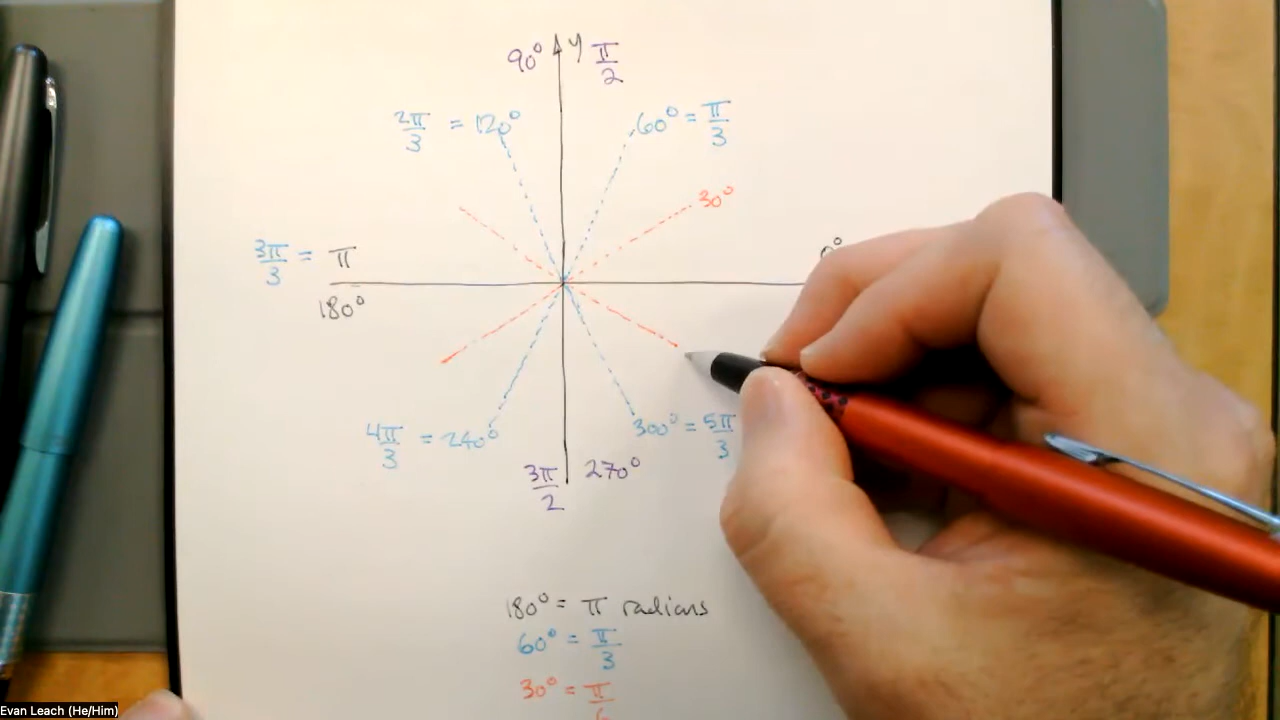 90° y π/2
2π/3 = 120°
60° = π/3
30°
3π/3 = π
0°
180°
4π/3 = 240°
300° = 5π/3
3π/2 270°
180° = π radians
60° = π/3
30° = π/6
Evan Leach (He/Him)